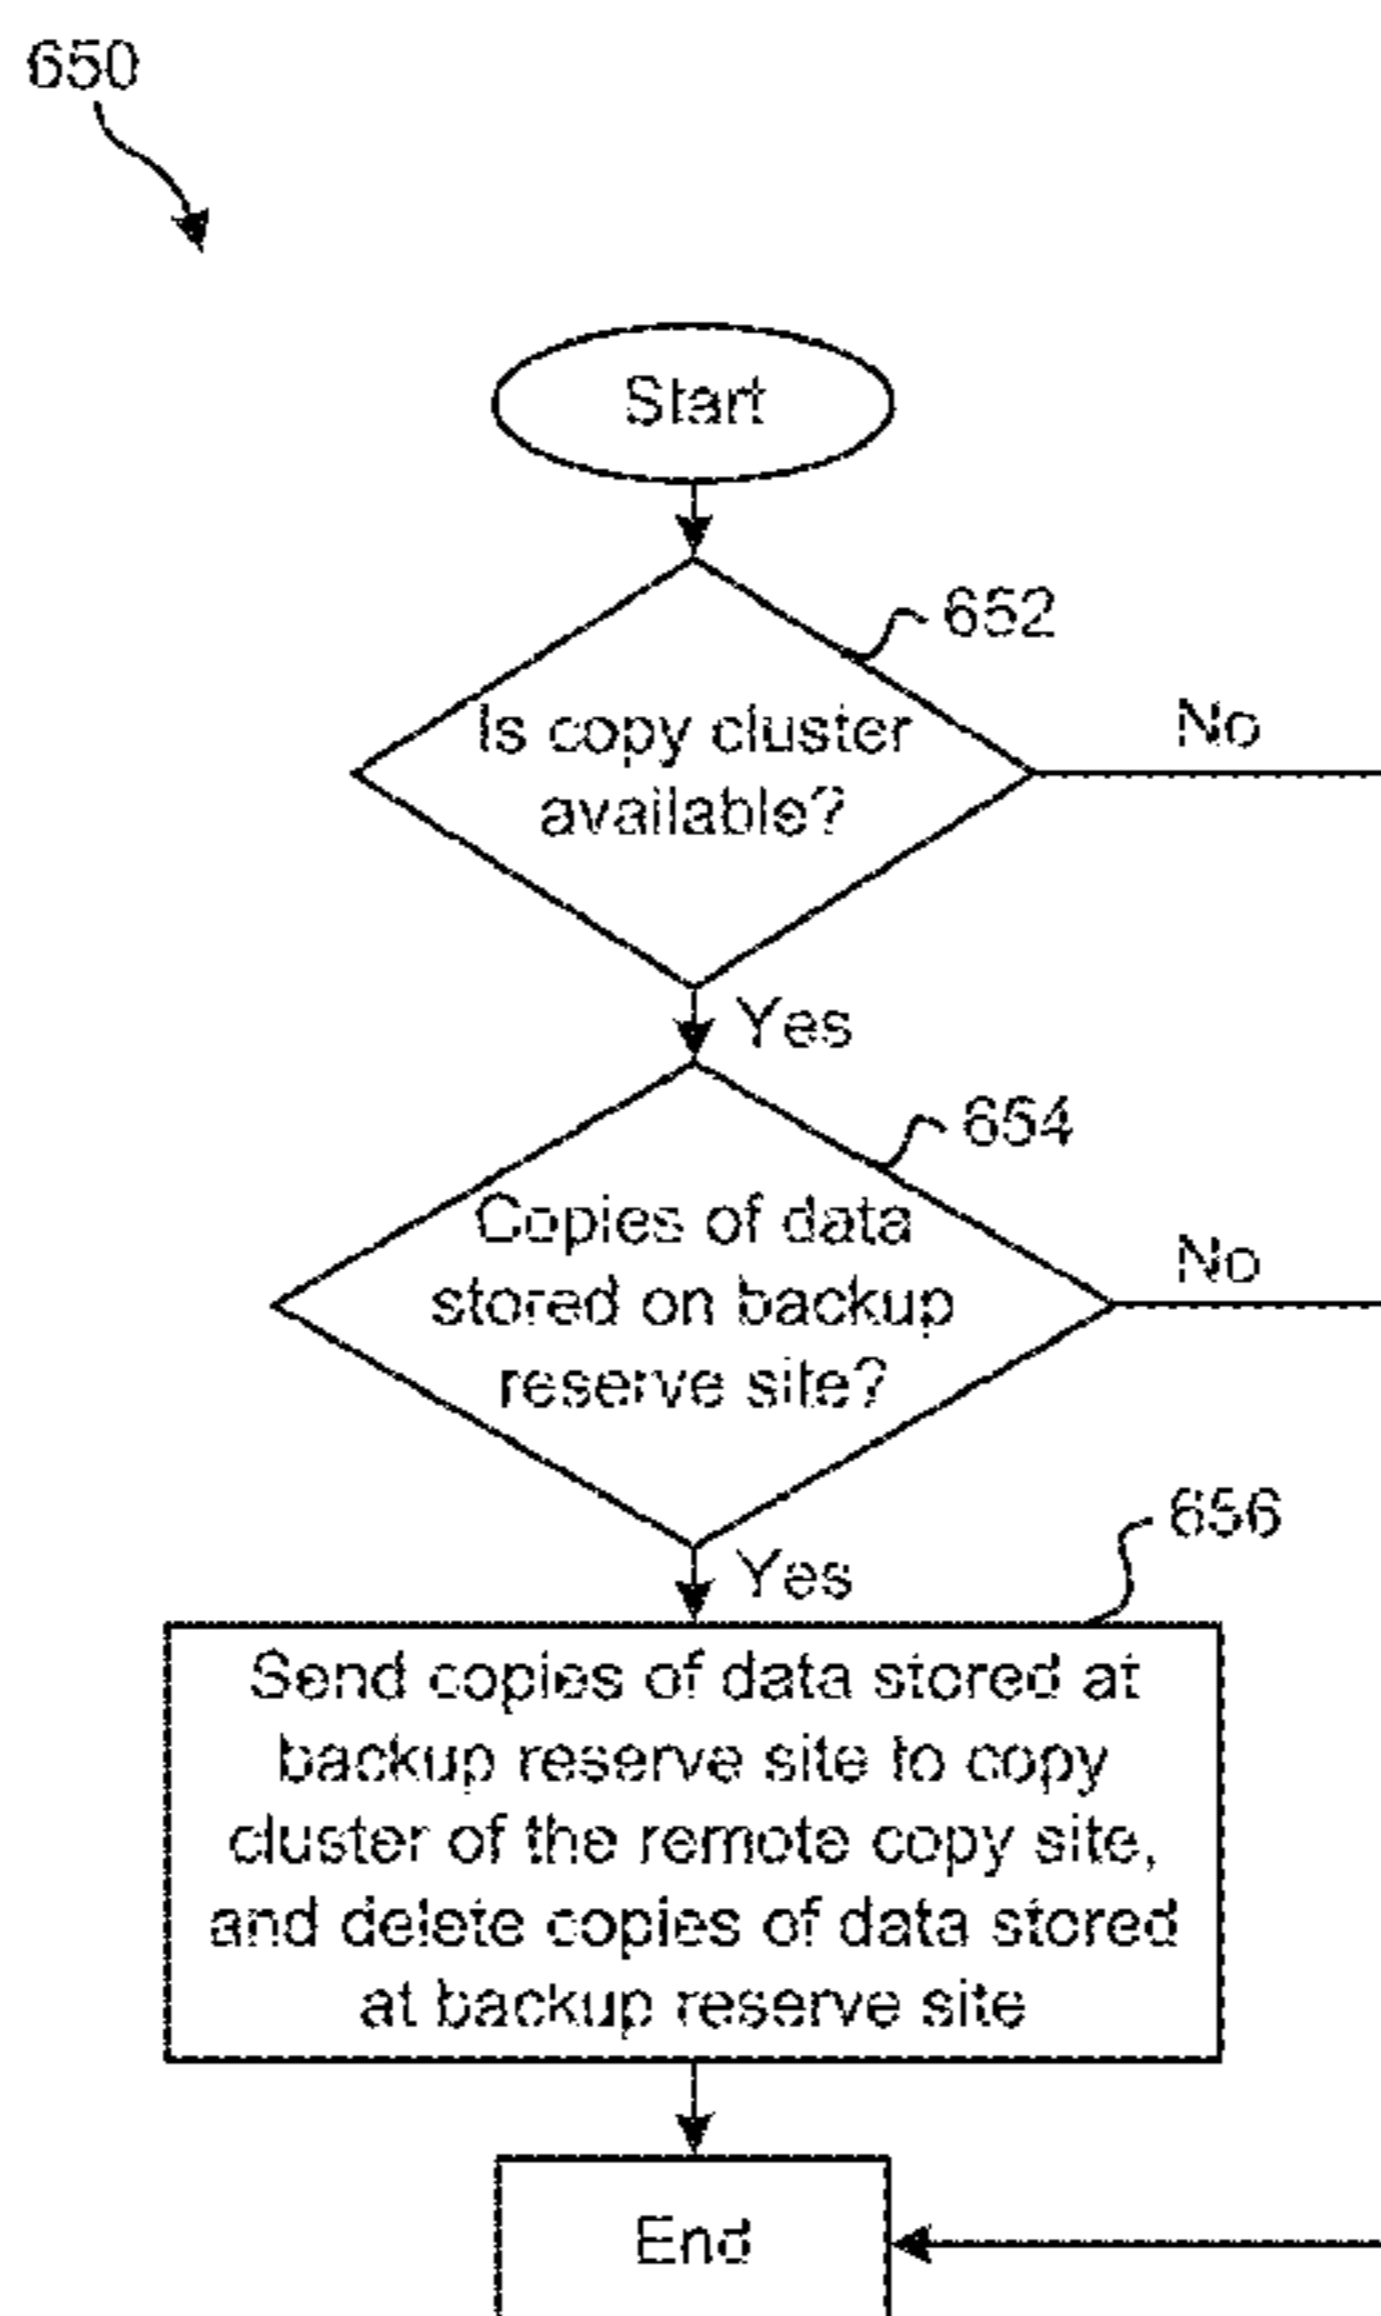 650
Start
652
Is copy cluster
available?
No
Yes
654
Copies of data
stored on backup
reserve site?
No
Yes
656
Send copies of data stored at
backup reserve site to copy
cluster of the remote copy site,
and delete copies of data stored
at backup reserve site
End